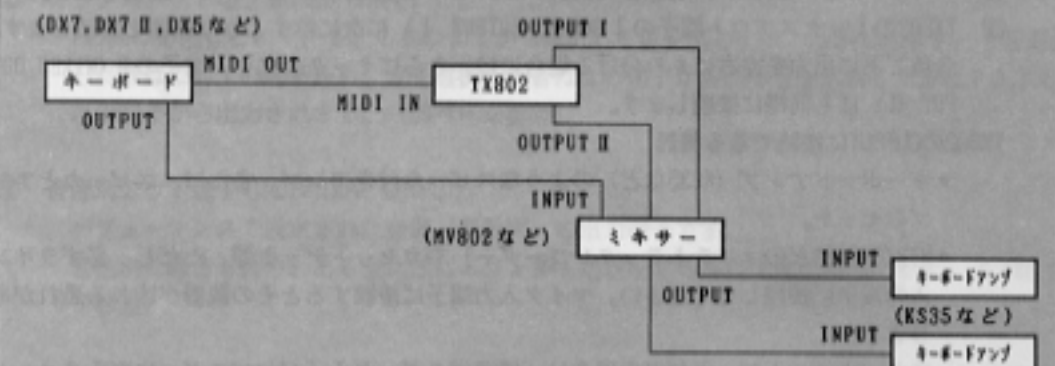 (DX7,DX7Ⅱ,DX5など)
OUTPUT Ⅰ
キーボード
MIDI OUT
TX802
MIDI IN
OUTPUT
OUTPUT Ⅱ
INPUT
(MV802など)
ミキサー
INPUT
キーボードアンプ
OUTPUT
(KS35など)
INPUT
キーボードアンプ